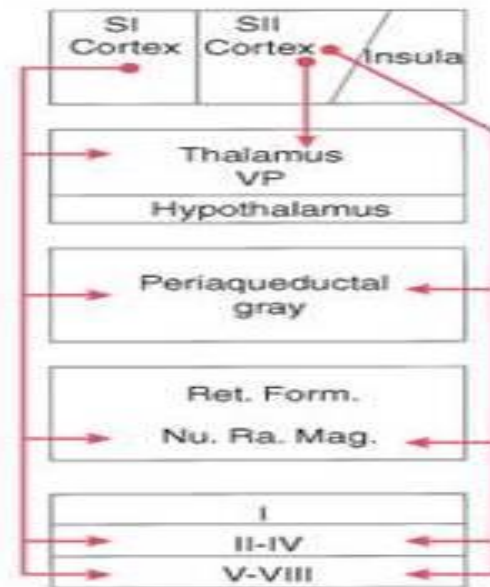 SI
Cortex
SII
Cortex
Insula
Thalamus
VP
Hypothalamus
Periaqueductal
gray
Ret. Form.
Nu. Ra. Mag.
I
II-IV
V-VIII